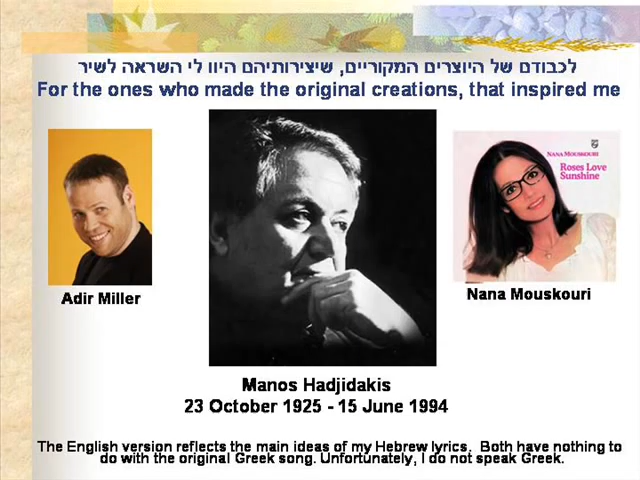 לכבודם של היוצרים המקוריים, שיצירותיהם היוו לי השראה לשיר
For the ones who made the original creations, that inspired me
NANA MOUSKOURI
Roses Love
Sunshine
Adir Miller
Nana Mouskouri
Manos Hadjidakis
23 October 1925 - 15 June 1994
The English version reflects the main ideas of my Hebrew lyrics. Both have nothing to
do with the original Greek song. Unfortunately, I do not speak Greek.